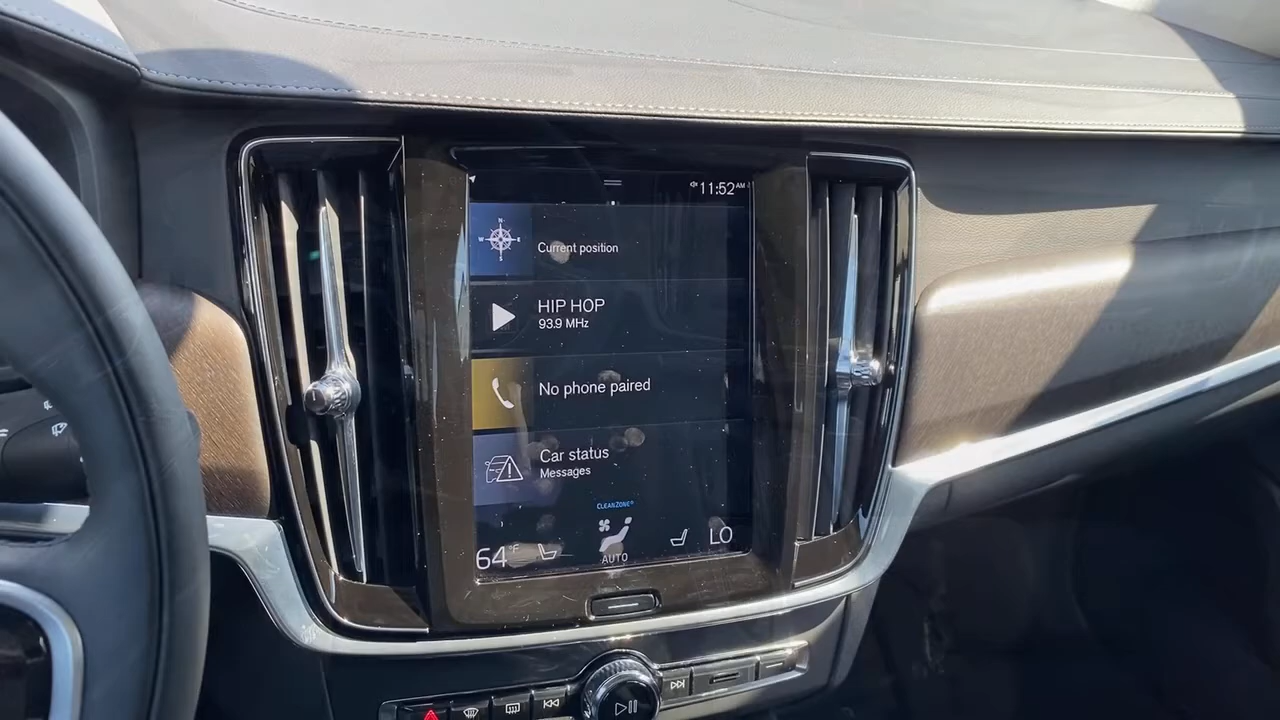 11:52 AM
N
W E
S
Current position
HIP HOP
93.9 MHz
No phone paired
Car status
Messages
CLEANZONE
64°F
AUTO
LO